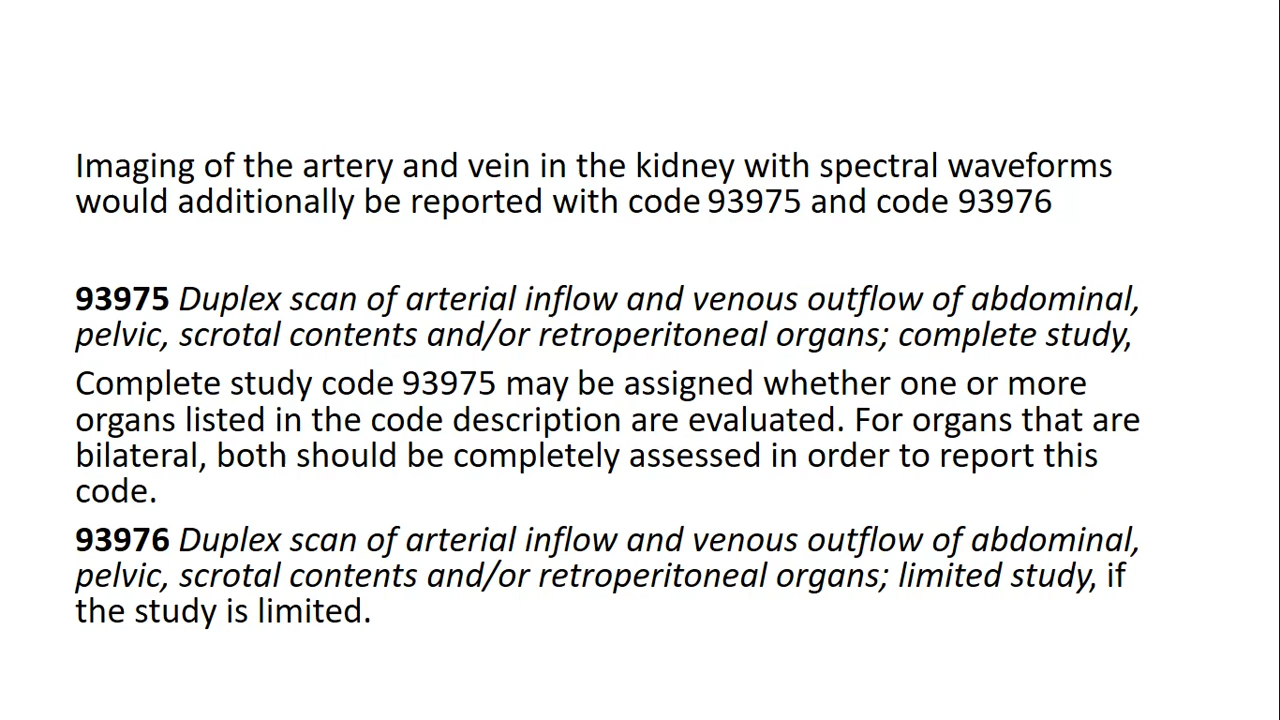 Imaging of the artery and vein in the kidney with spectral waveforms
would additionally be reported with code 93975 and code 93976
93975 Duplex scan of arterial inflow and venous outflow of abdominal,
pelvic, scrotal contents and/or retroperitoneal organs; complete study,
Complete study code 93975 may be assigned whether one or more
organs listed in the code description are evaluated. For organs that are
bilateral, both should be completely assessed in order to report this
code.
93976 Duplex scan of arterial inflow and venous outflow of abdominal,
pelvic, scrotal contents and/or retroperitoneal organs; limited study, if
the study is limited.